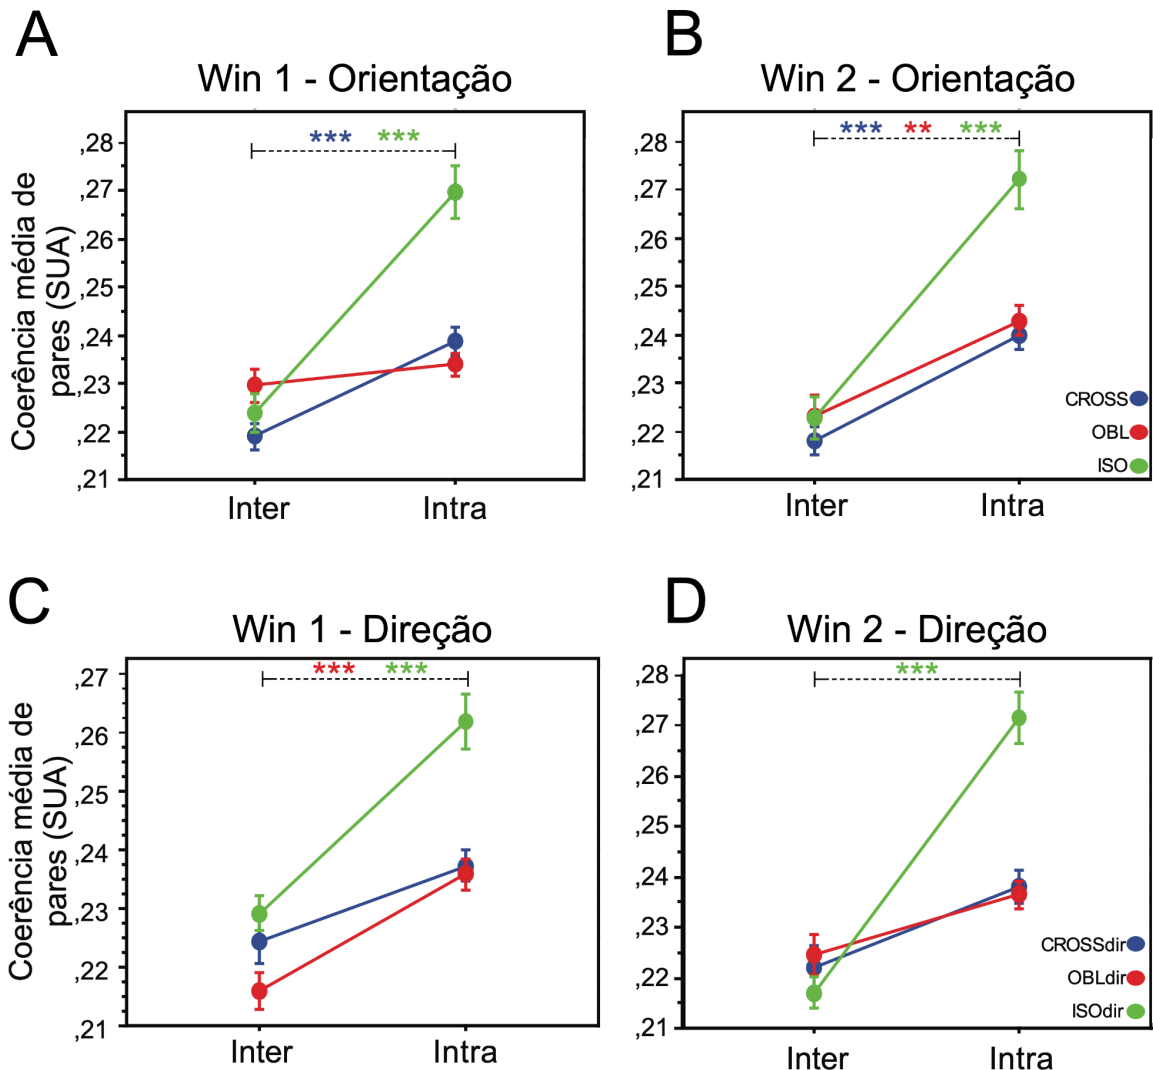 A
Win 1 - Orientação
*** ***
Coerência média de
pares (SUA)
,28
,27
,26
,25
,24
,23
,22
,21
Inter Intra
B
Win 2 - Orientação
*** ** ***
,28
,27
,26
,25
,24
,23
,22
,21
CROSS
OBL
ISO
Inter Intra
C
Win 1 - Direção
*** ***
Coerência média de
pares (SUA)
,27
,26
,25
,24
,23
,22
,21
Inter Intra
D
Win 2 - Direção
***
,28
,27
,26
,25
,24
,23
,22
,21
CROSSdir
OBLdir
ISOdir
Inter Intra